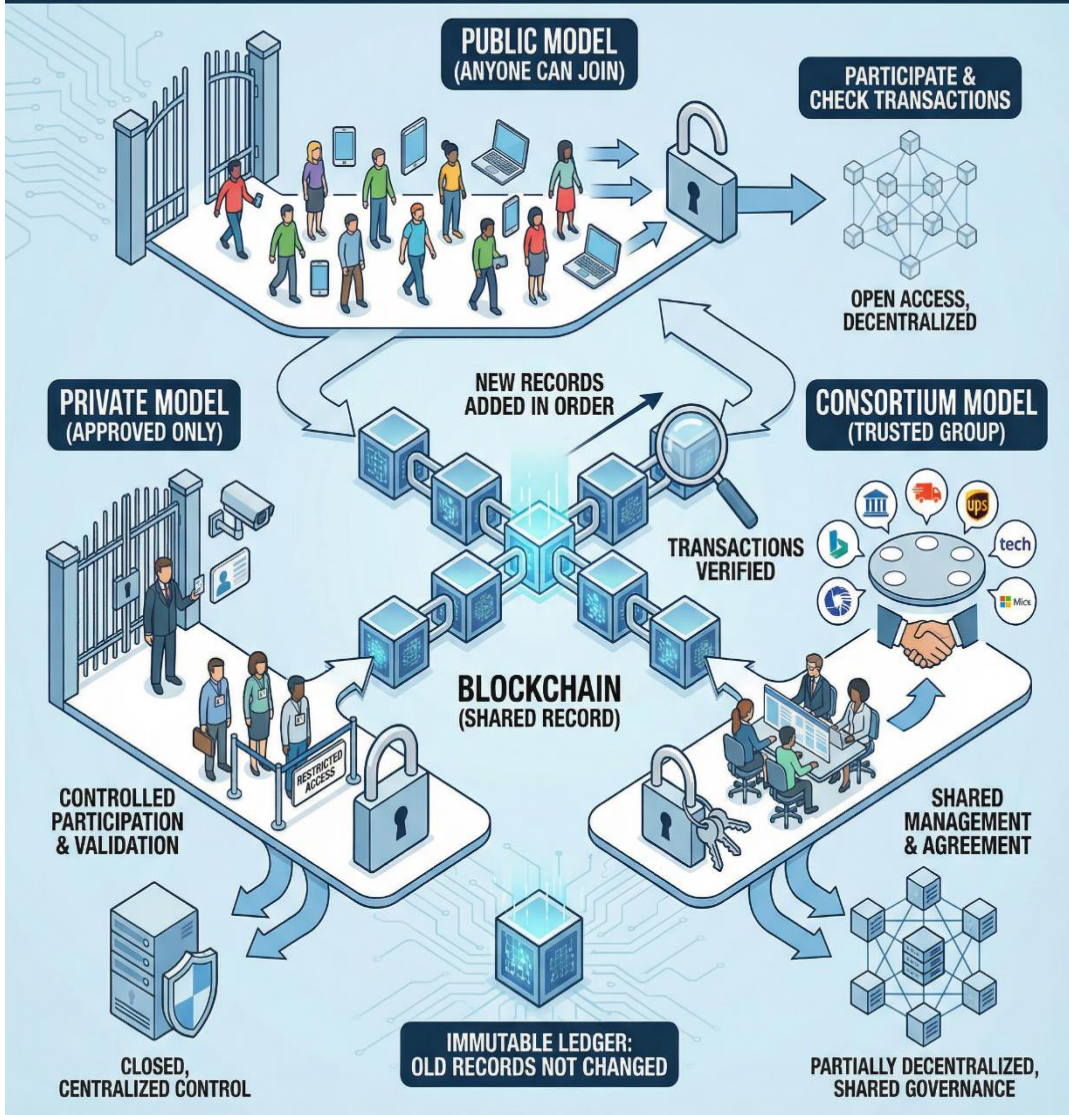 PUBLIC MODEL
(ANYONE CAN JOIN)
PARTICIPATE &
CHECK TRANSACTIONS
OPEN ACCESS,
DECENTRALIZED
NEW RECORDS
ADDED IN ORDER
PRIVATE MODEL
(APPROVED ONLY)
CONSORTIUM MODEL
(TRUSTED GROUP)
ups
tech
Mice
TRANSACTIONS
VERIFIED
BLOCKCHAIN
(SHARED RECORD)
RESTRICTED
ACCESS
CONTROLLED
PARTICIPATION
& VALIDATION
SHARED
MANAGEMENT
& AGREEMENT
CLOSED,
CENTRALIZED CONTROL
IMMUTABLE LEDGER:
OLD RECORDS NOT CHANGED
PARTIALLY DECENTRALIZED,
SHARED GOVERNANCE